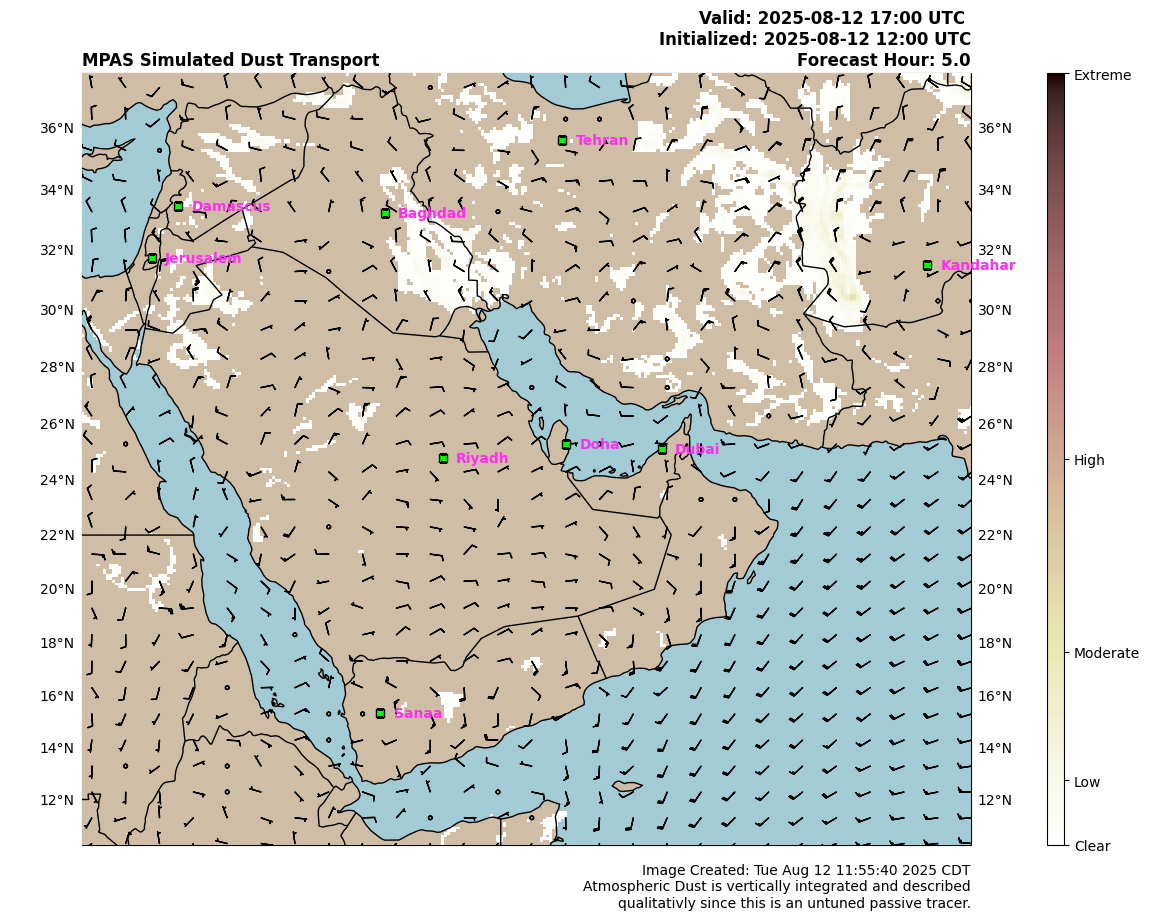 Valid: 2025-08-12 17:00 UTC
Initialized: 2025-08-12 12:00 UTC
MPAS Simulated Dust Transport Forecast Hour: 5.0
Extreme
36°N Tehran 36°N
34°N 34°N
Damascus Baghdad
32°N 32°N
Jerusalem Kandahar
30°N 30°N
28°N 28°N
26°N 26°N
Doha Dubai
Riyadh High
24°N 24°N
22°N 22°N
20°N 20°N
18°N 18°N
Moderate
16°N 16°N
Sanaa
14°N 14°N
Low
12°N 12°N
Clear
Image Created: Tue Aug 12 11:55:40 2025 CDT
Atmospheric Dust is vertically integrated and described
qualitativly since this is an untuned passive tracer.